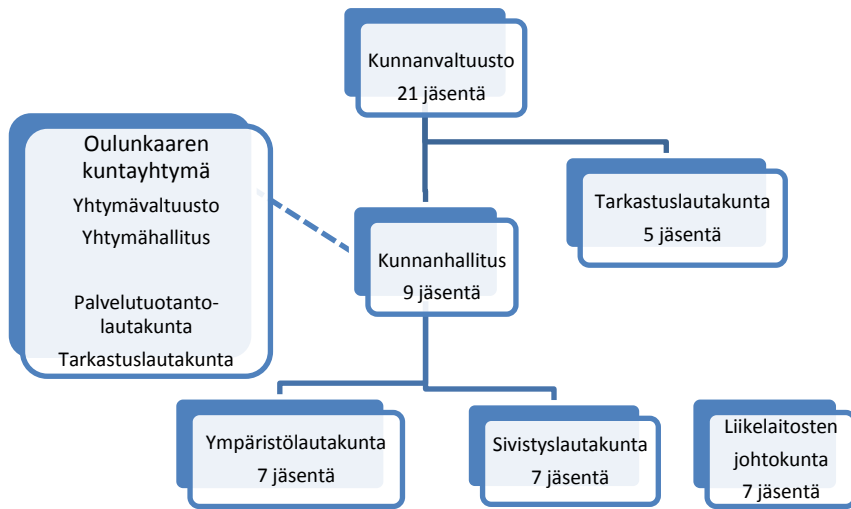 Kunnanvaltuusto
21 jäsentä
Oulunkaaren
kuntayhtymä
Yhtymävaltuusto
Yhtymähallitus
Palvelutuotanto-
lautakunta
Tarkastuslautakunta
Tarkastuslautakunta
5 jäsentä
Kunnanhallitus
9 jäsentä
Ympäristölautakunta
7 jäsentä
Sivistyslautakunta
7 jäsentä
Liikelaitosten
johtokunta
7 jäsentä